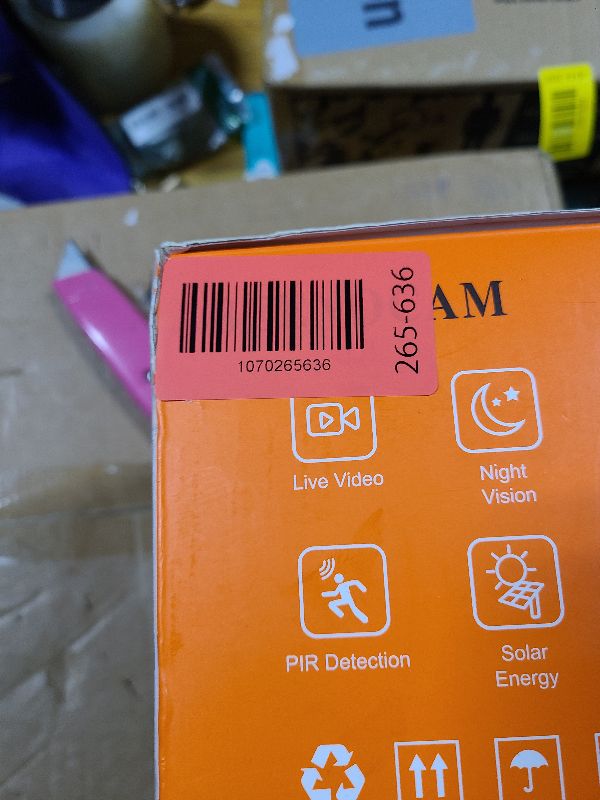 AM
1070265636
265-636
Live Video
Night
Vision
PIR Detection
Solar
Energy